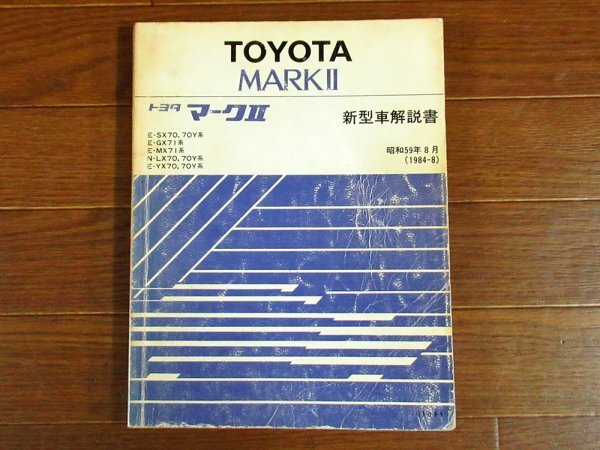 TOYOTA
MARK II
トヨタ マークII
新型車解説書
E-SX70, 70Y系
E-GX71系
E-MX71系
N-LX70, 70Y系
E-YX70, 70Y系
昭和59年8月
(1984-8)